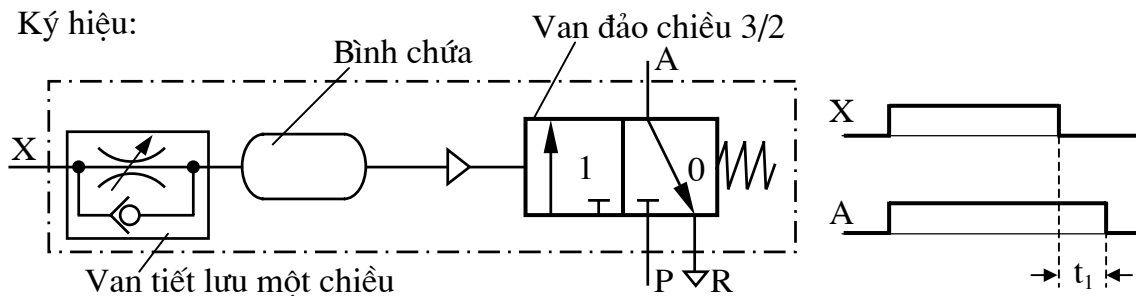 Ký hiệu:
Van đảo chiều 3/2
Bình chứa
A
X
X
1
0
A
P
R
t1
Van tiết lưu một chiều